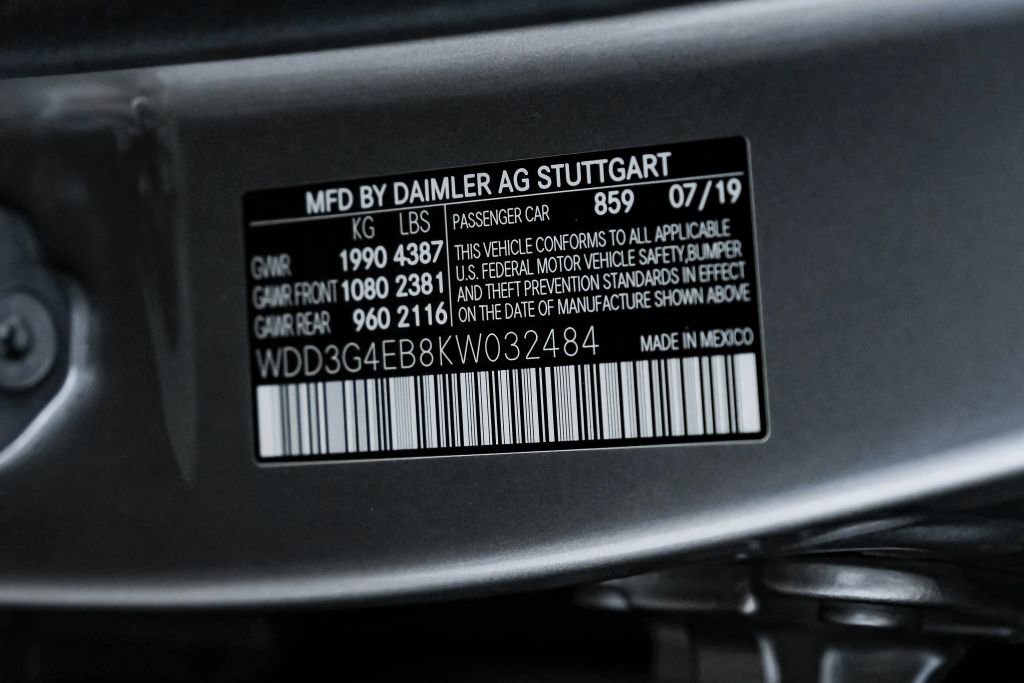 MFD BY DAIMLER AG STUTTGART
KG LBS
GWR 1990 4387
GAWR FRONT 1080 2381
GAWR REAR 960 2116
PASSENGER CAR 859 07/19
THIS VEHICLE CONFORMS TO ALL APPLICABLE
U.S. FEDERAL MOTOR VEHICLE SAFETY,BUMPER
AND THEFT PREVENTION STANDARDS IN EFFECT
ON THE DATE OF MANUFACTURE SHOWN ABOVE
WDD3G4EB8KW032484 MADE IN MEXICO